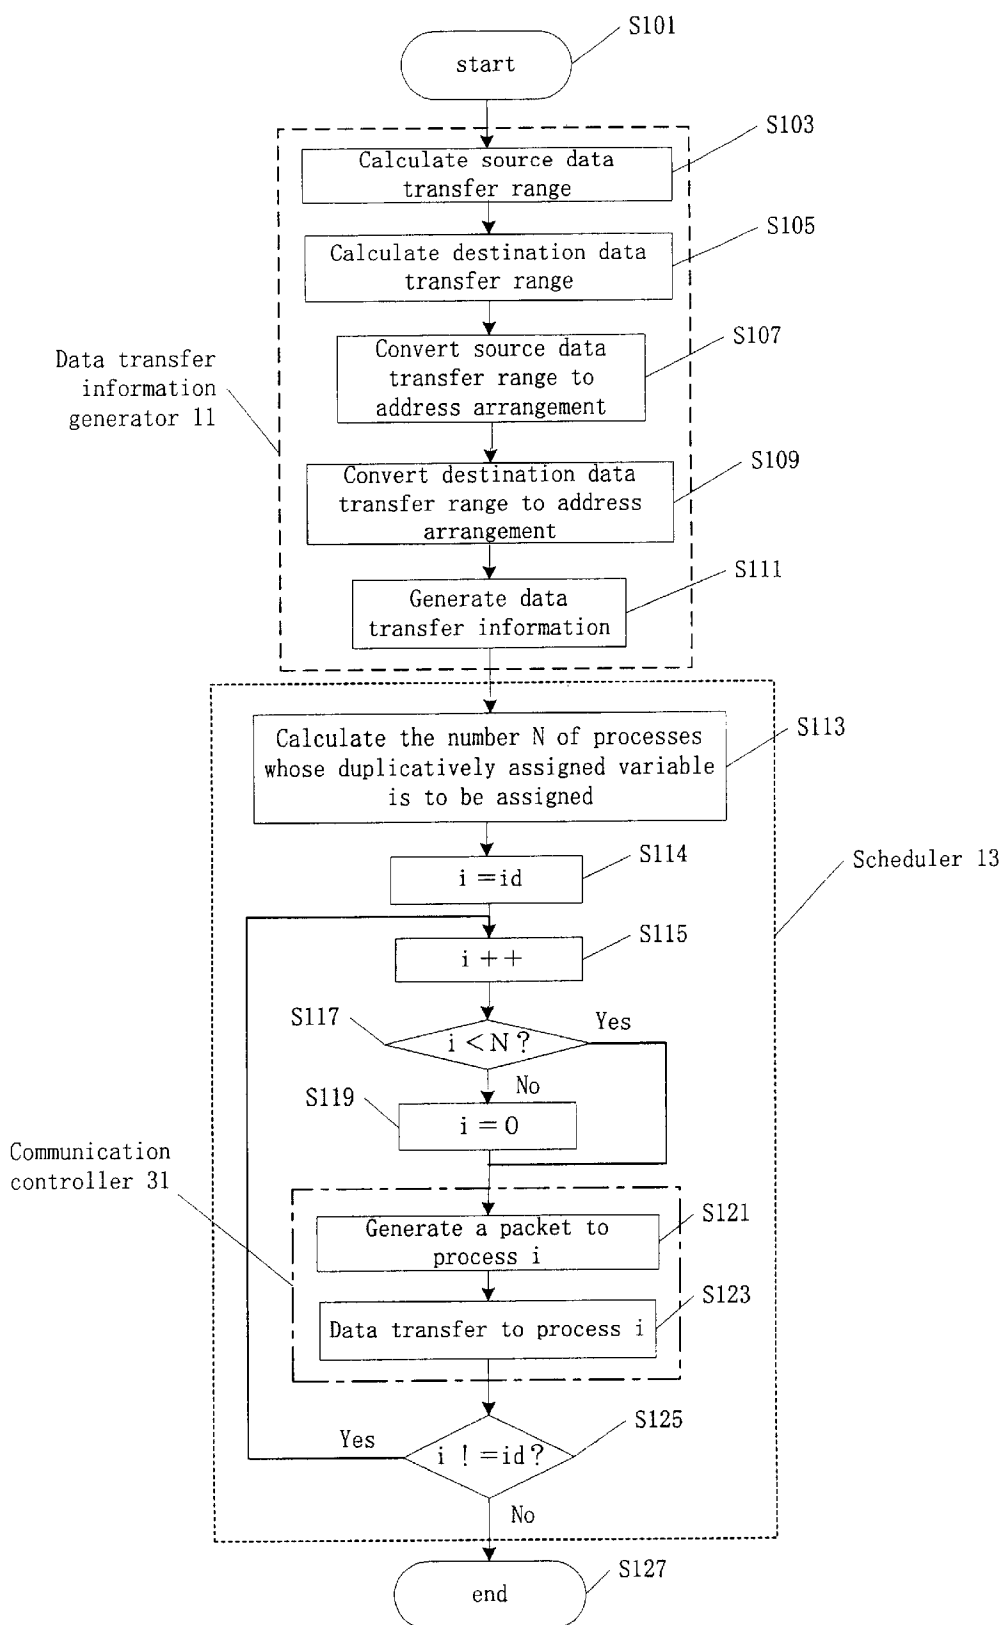 S101
start
S103
Calculate source data
transfer range
S105
Calculate destination data
transfer range
S107
Convert source data
transfer range to
address arrangement
Data transfer
information
generator 11
S109
Convert destination data
transfer range to address
arrangement
S111
Generate data
transfer information
S113
Calculate the number N of processes
whose duplicatively assigned variable
is to be assigned
S114
i = id
Scheduler 13
S115
i + +
S117
i < N ?
Yes
No
S119
i = 0
Communication
controller 31
S121
Generate a packet to
process i
S123
Data transfer to process i
S125
Yes
i ! = id ?
No
S127
end